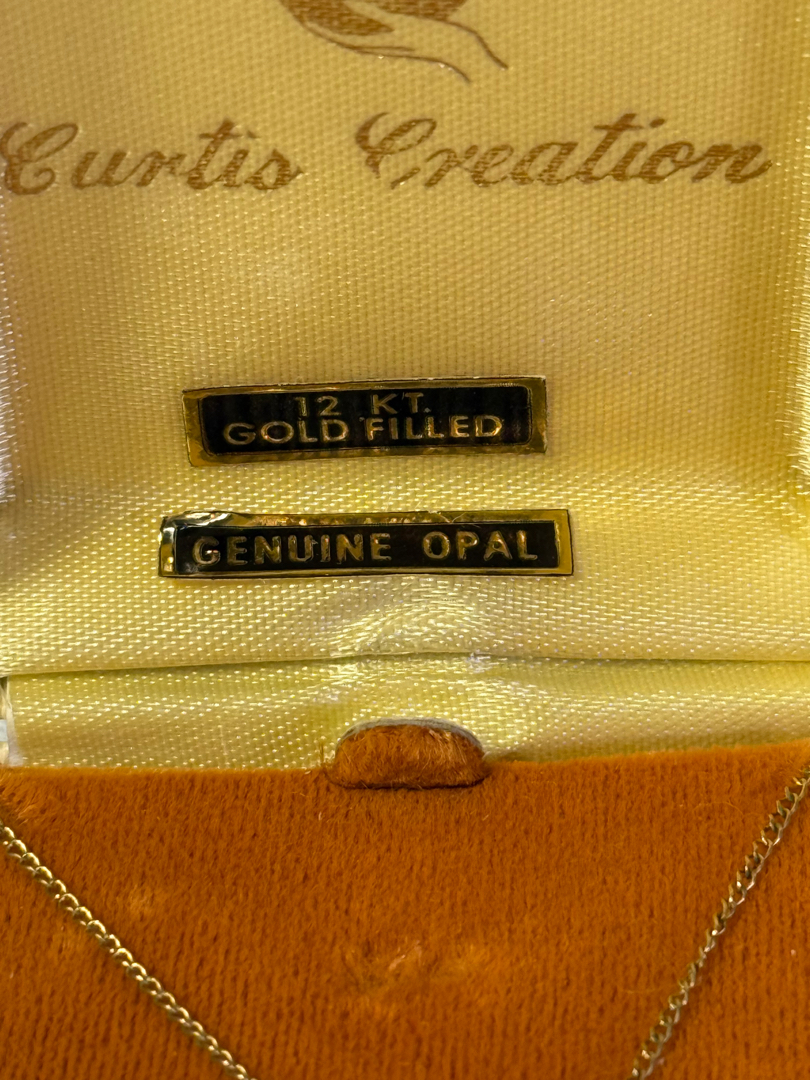 Curtis Creation
12 KT.
GOLD FILLED
GENUINE OPAL